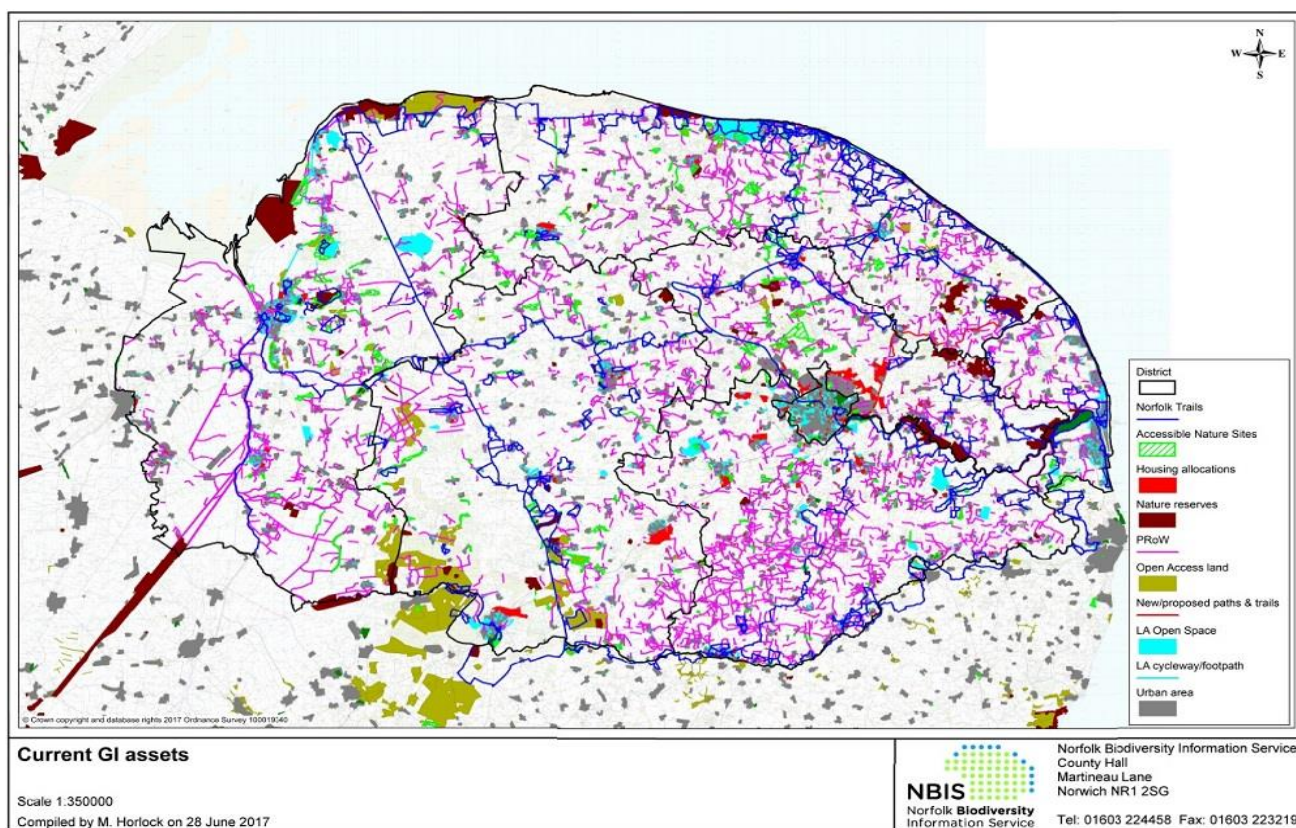 N
W E
S
District
Norfolk Trails
Accessible Nature Sites
Housing allocations
Nature reserves
PRoW
Open Access land
New/proposed paths & trails
LA Open Space
LA cycleway/footpath
Urban area
© Crown copyright and database rights 2017 Ordnance Survey 100019340
Current GI assets
Scale 1:350000
Compiled by M. Horlock on 28 June 2017
NBIS
Norfolk Biodiversity
Information Service
Norfolk Biodiversity Information Service
County Hall
Martineau Lane
Norwich NR1 2SG
Tel: 01603 224458 Fax: 01603 223219